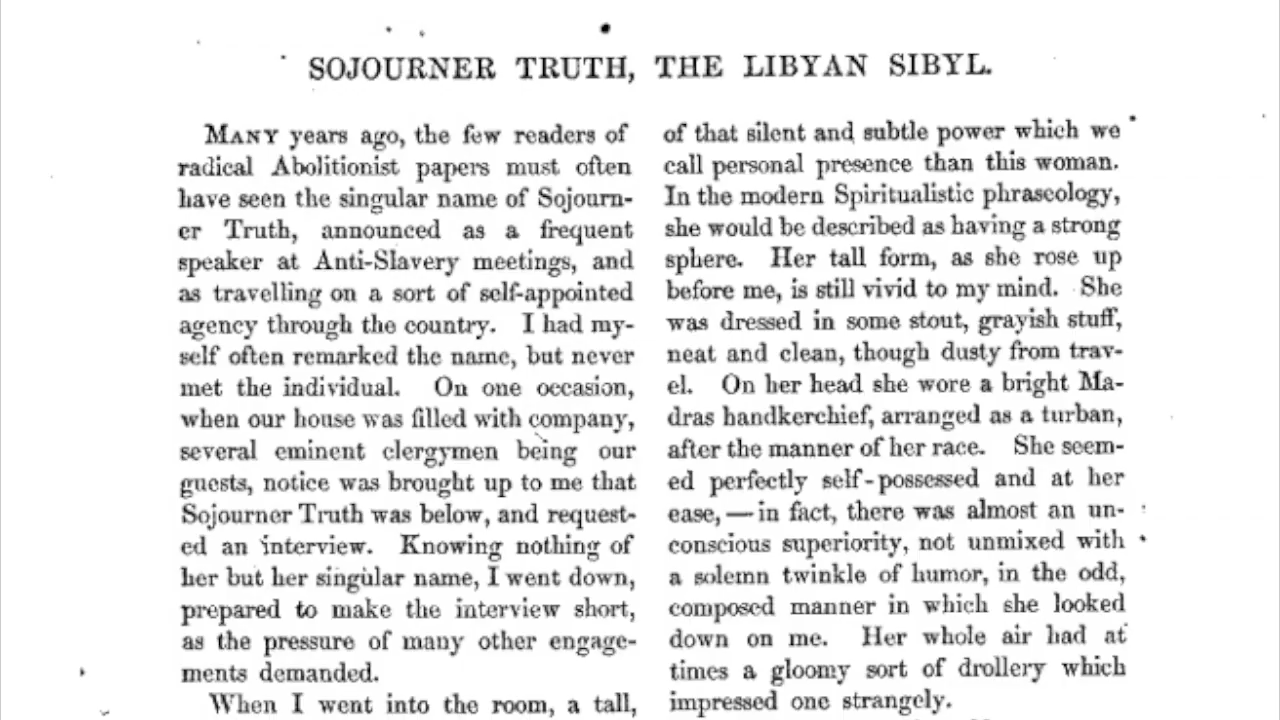 SOJOURNER TRUTH, THE LIBYAN SIBYL.
MANY years ago, the few readers of
radical Abolitionist papers must often
have seen the singular name of Sojourn-
er Truth, announced as a frequent
speaker at Anti-Slavery meetings, and
as travelling on a sort of self-appointed
agency through the country. I had my-
self often remarked the name, but never
met the individual. On one occasion,
when our house was filled with company,
several eminent clergymen being our
guests, notice was brought up to me that
Sojourner Truth was below, and request-
ed an interview. Knowing nothing of
her but her singular name, I went down,
prepared to make the interview short,
as the pressure of many other engage-
ments demanded.
When I went into the room, a tall,
of that silent and subtle power which we
call personal presence than this woman.
In the modern Spiritualistic phraseology,
she would be described as having a strong
sphere. Her tall form, as she rose up
before me, is still vivid to my mind. She
was dressed in some stout, grayish stuff,
neat and clean, though dusty from trav-
el. On her head she wore a bright Ma-
dras handkerchief, arranged as a turban,
after the manner of her race. She seem-
ed perfectly self-possessed and at her
ease,—in fact, there was almost an un-
conscious superiority, not unmixed with
a solemn twinkle of humor, in the odd,
composed manner in which she looked
down on me. Her whole air had at
times a gloomy sort of drollery which
impressed one strangely.